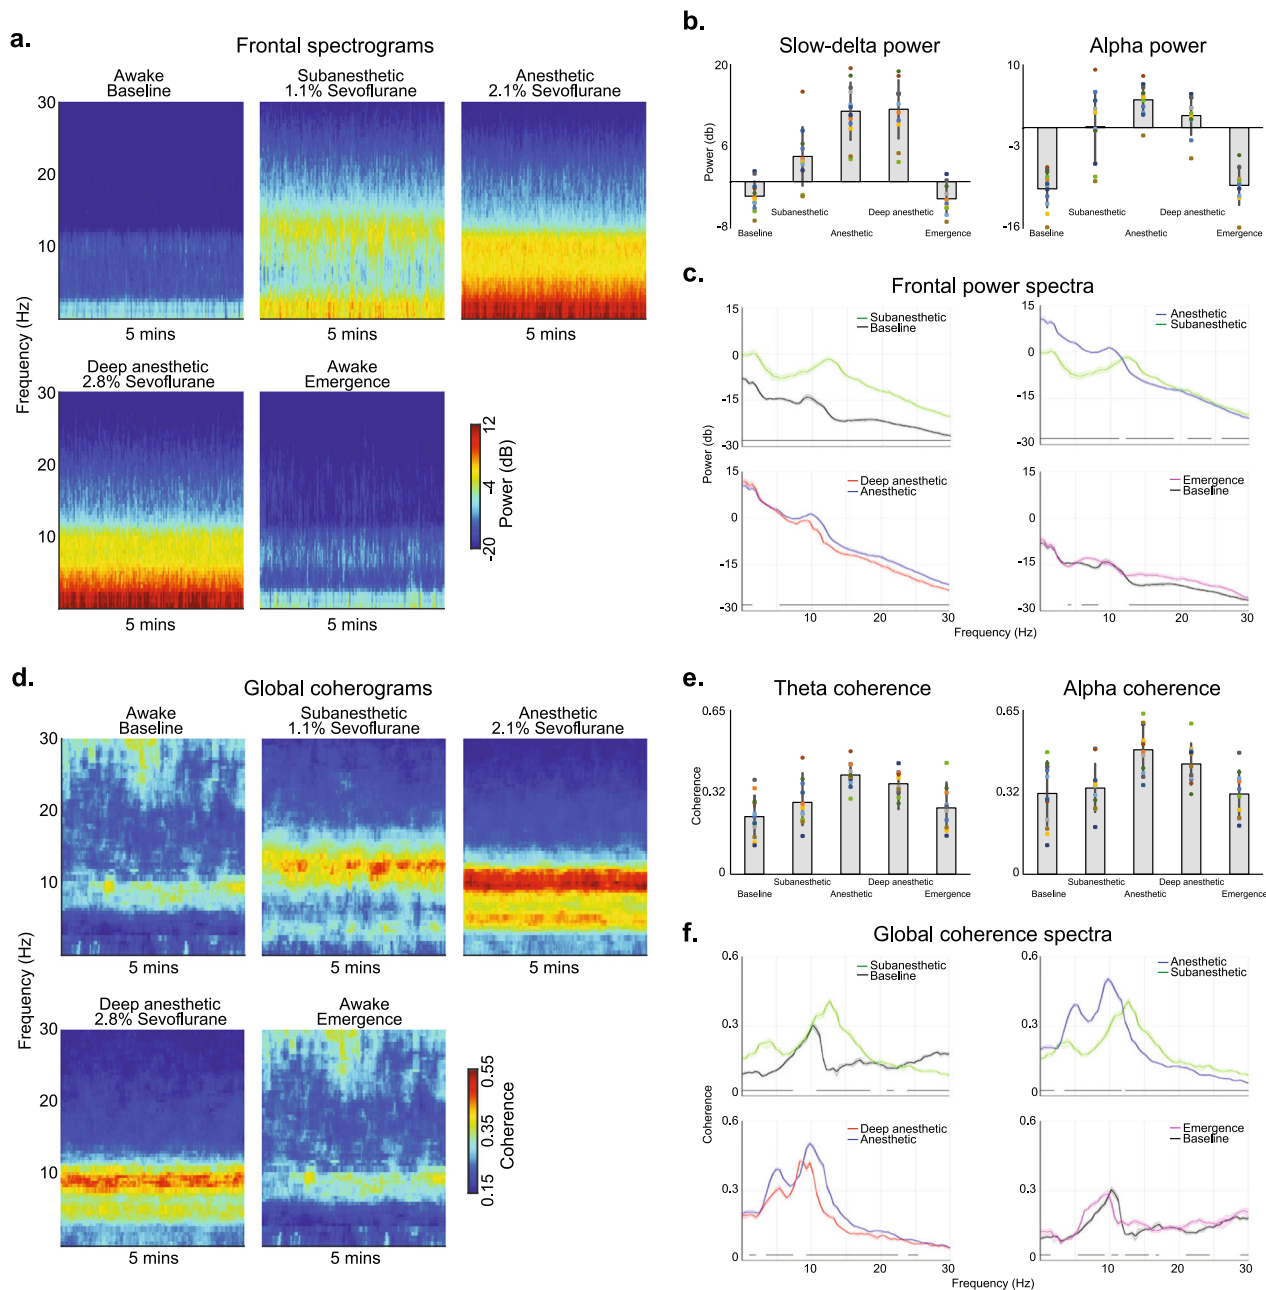 a.
Frontal spectrograms
Awake
Baseline
Subanesthetic
1.1% Sevoflurane
Anesthetic
2.1% Sevoflurane
30
20
10
5 mins
5 mins
5 mins
Frequency (Hz)
Deep anesthetic
2.8% Sevoflurane
Awake
Emergence
30
20
10
5 mins
5 mins
12
-4
-20
Power (dB)
b.
Slow-delta power
20
6
-8
Power (db)
Baseline
Subanesthetic
Anesthetic
Deep anesthetic
Emergence
Alpha power
10
-3
-16
Baseline
Subanesthetic
Anesthetic
Deep anesthetic
Emergence
c.
Frontal power spectra
15
0
-15
-30
Subanesthetic
Baseline
15
0
-15
-30
Anesthetic
Subanesthetic
Power (db)
15
0
-15
-30
Deep anesthetic
Anesthetic
10
20
30
15
0
-15
-30
Emergence
Baseline
10
20
30
Frequency (Hz)
d.
Global coherograms
Awake
Baseline
Subanesthetic
1.1% Sevoflurane
Anesthetic
2.1% Sevoflurane
30
20
10
5 mins
5 mins
5 mins
Frequency (Hz)
Deep anesthetic
2.8% Sevoflurane
Awake
Emergence
30
20
10
5 mins
5 mins
0.55
0.35
0.15
Coherence
e.
Theta coherence
0.65
0.32
0
Coherence
Baseline
Subanesthetic
Anesthetic
Deep anesthetic
Emergence
Alpha coherence
0.65
0.32
0
Baseline
Subanesthetic
Anesthetic
Deep anesthetic
Emergence
f.
Global coherence spectra
0.6
0.3
0
Subanesthetic
Baseline
0.6
0.3
0
Anesthetic
Subanesthetic
Coherence
0.6
0.3
0
Deep anesthetic
Anesthetic
10
20
30
0.6
0.3
0
Emergence
Baseline
10
20
30
Frequency (Hz)